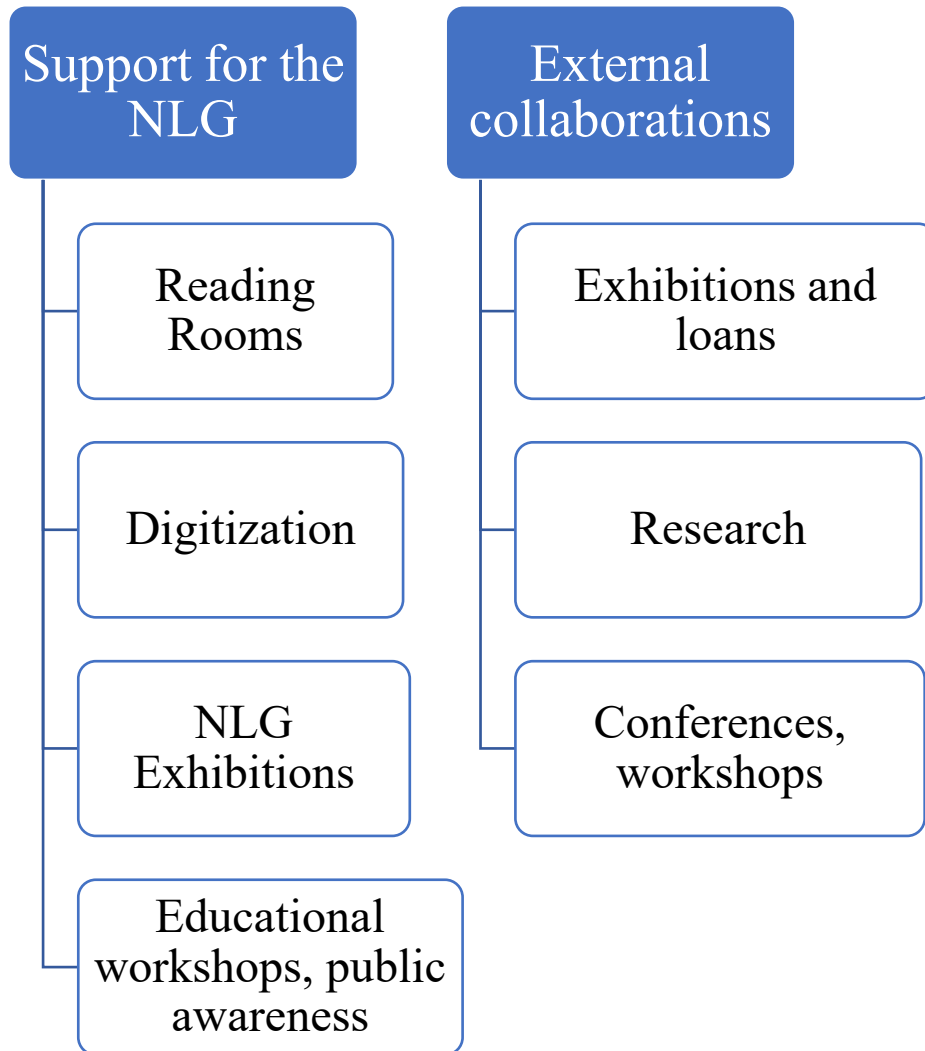 Support for the
NLG
Reading
Rooms
Digitization
NLG
Exhibitions
Educational
workshops, public
awareness
External
collaborations
Exhibitions and
loans
Research
Conferences,
workshops